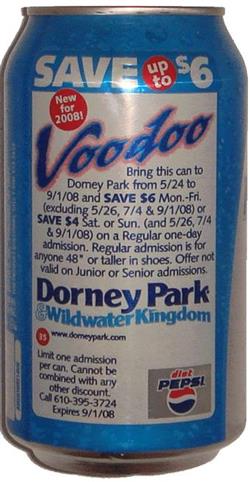 SAVE up to $6
New for 2008!
Voodoo
Bring this can to
Dorney Park from 5/24 to
9/1/08 and SAVE $6 Mon.-Fri.
(excluding 5/26, 7/4 & 9/1/08) or
SAVE $4 Sat. or Sun. (and 5/26, 7/4
& 9/1/08) on a Regular one-day
admission. Regular admission is for
anyone 48" or taller in shoes. Offer not
valid on Junior or Senior admissions.
Dorney Park
& Wildwater Kingdom
35 www.dorneypark.com
Limit one admission
per can. Cannot be
combined with any
other discount.
Call 610-395-3724
Expires 9/1/08
diet
PEPSI